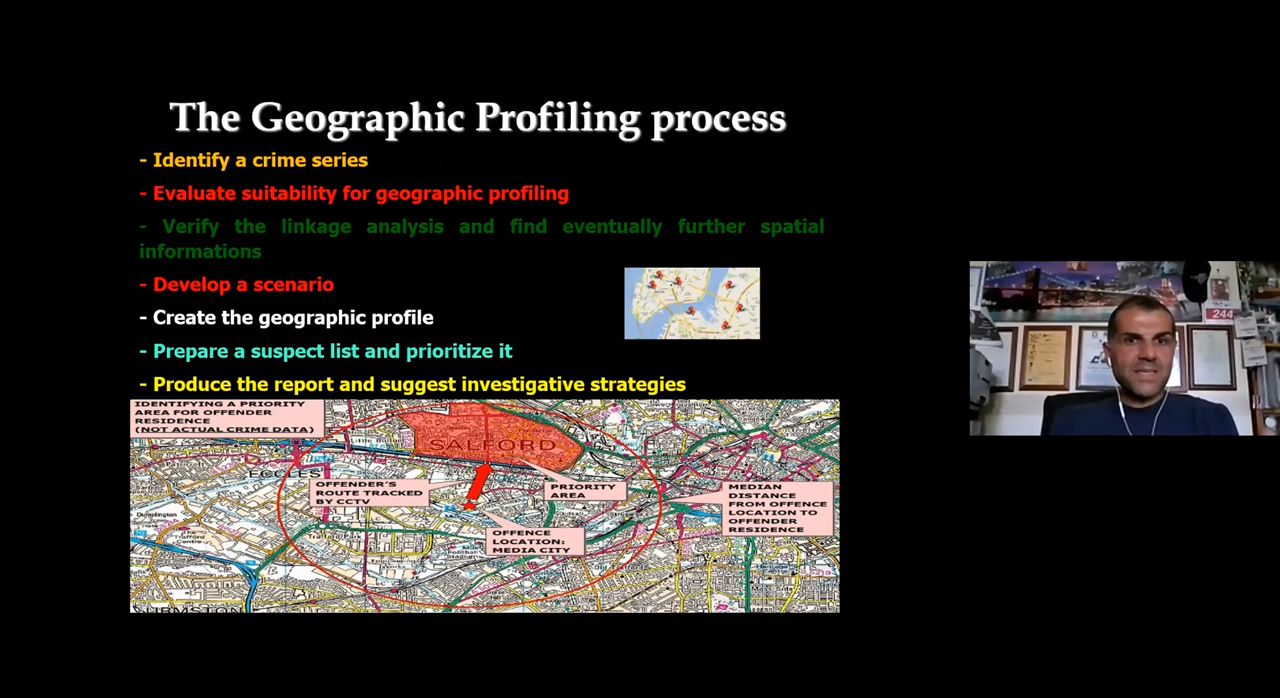 The Geographic Profiling process
- Identify a crime series
- Evaluate suitability for geographic profiling
- Verify the linkage analysis and find eventually further spatial
informations
- Develop a scenario
- Create the geographic profile
- Prepare a suspect list and prioritize it
- Produce the report and suggest investigative strategies
IDENTIFYING A PRIORITY
AREA FOR OFFENDER
RESIDENCE
(NOT ACTUAL CRIME DATA)
SALFORD
ECCLES
OFFENDER'S
ROUTE TRACKED
BY CCTV
PRIORITY
AREA
MEDIAN
DISTANCE
FROM OFFENCE
LOCATION TO
OFFENDER
RESIDENCE
OFFENCE
LOCATION:
MEDIA CITY
URMSTON
244